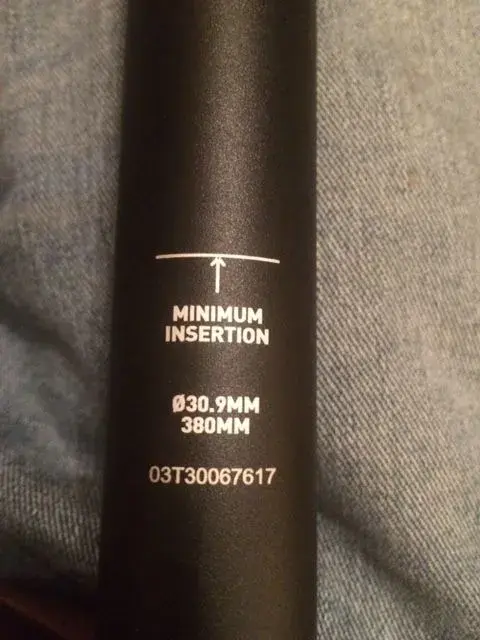 MINIMUM
INSERTION
Ø30.9MM
380MM
03T30067617